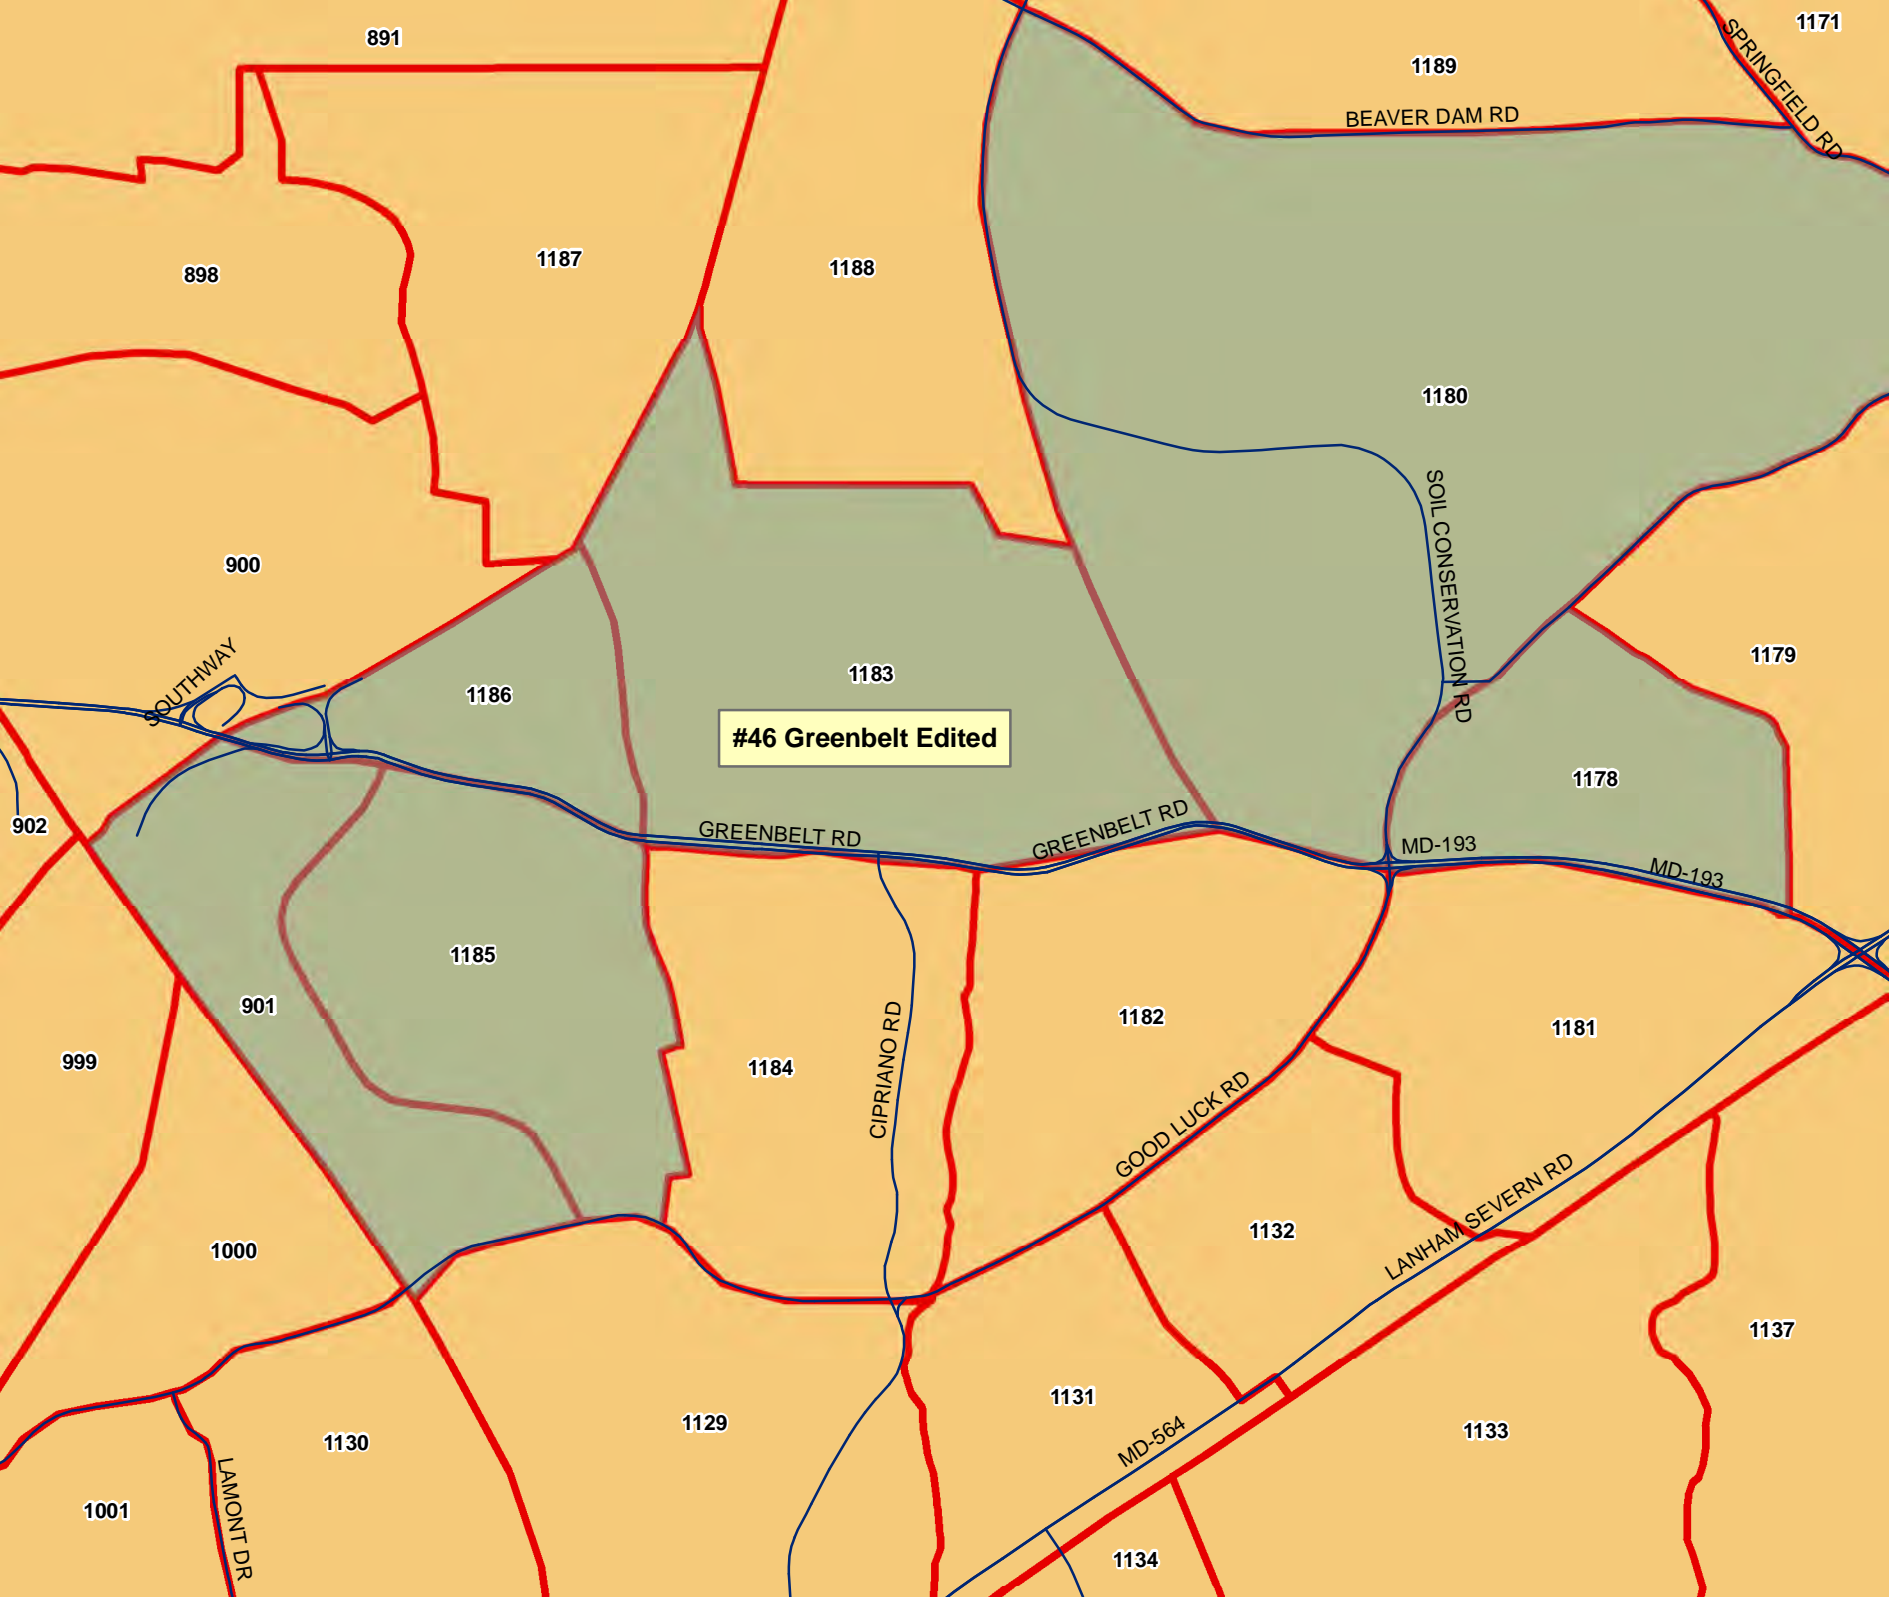 891
1171
SPRINGFIELD RD
1189
BEAVER DAM RD
1187
1188
898
1180
SOIL CONSERVATION RD
900
SOUTHWAY
1186
1183
1179
#46 Greenbelt Edited
1178
902
GREENBELT RD
GREENBELT RD
MD-193
MD-193
1185
901
999
1184
CIPRIANO RD
1182
1181
GOOD LUCK RD
1000
1132
LANHAM SEVERN RD
1137
1131
1129
1130
MD-564
1133
1001
LAMONT DR
1134